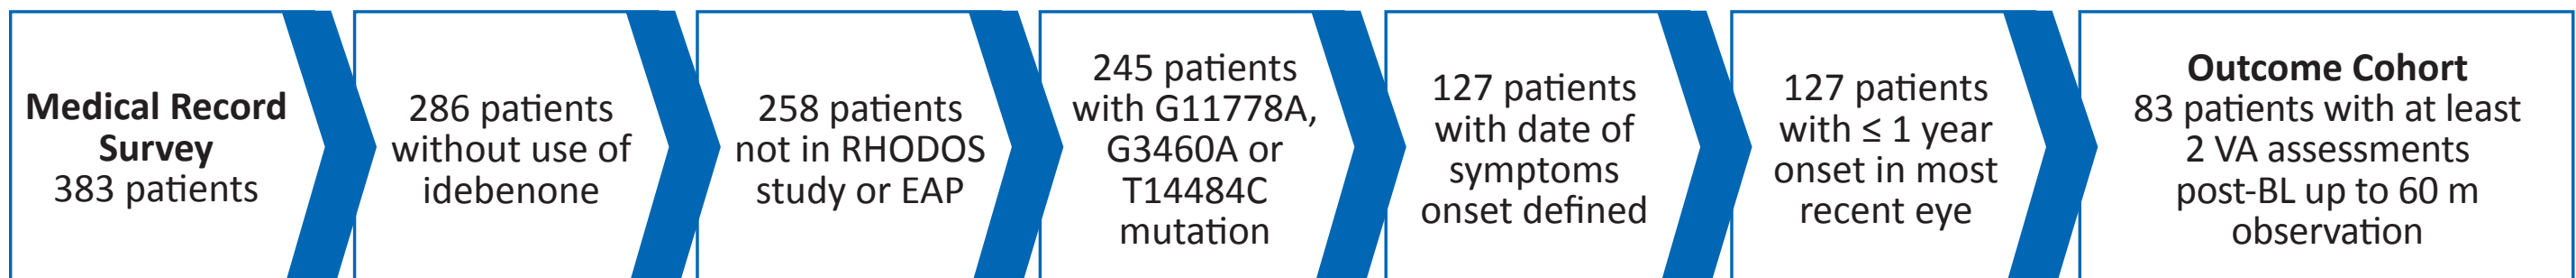 Medical Record
Survey
383 patients
286 patients
without use of
idebenone
258 patients
not in RHODOS
study or EAP
245 patients
with G11778A,
G3460A or
T14484C
mutation
127 patients
with date of
symptoms
onset defined
127 patients
with ≤ 1 year
onset in most
recent eye
Outcome Cohort
83 patients with at least
2 VA assessments
post-BL up to 60 m
observation